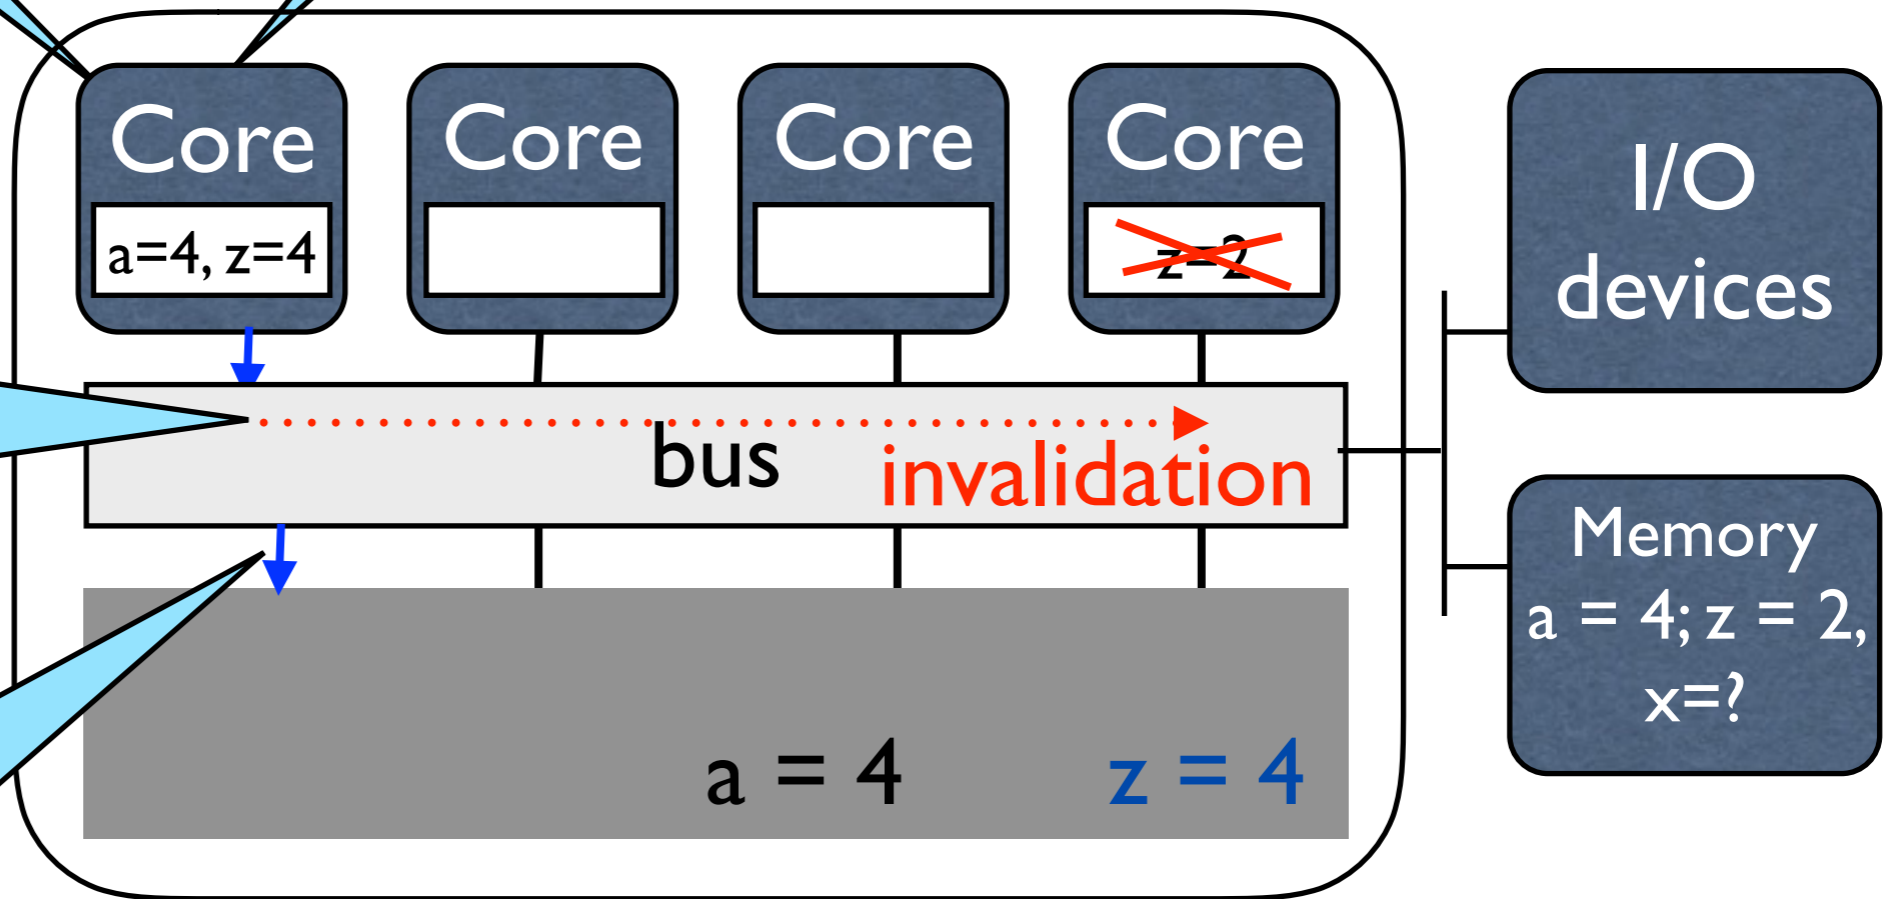 Core
Core
Core
Core
a=4, z=4
z=2
bus
invalidation
a = 4
z = 4
I/O
devices
Memory
a = 4; z = 2,
x=?